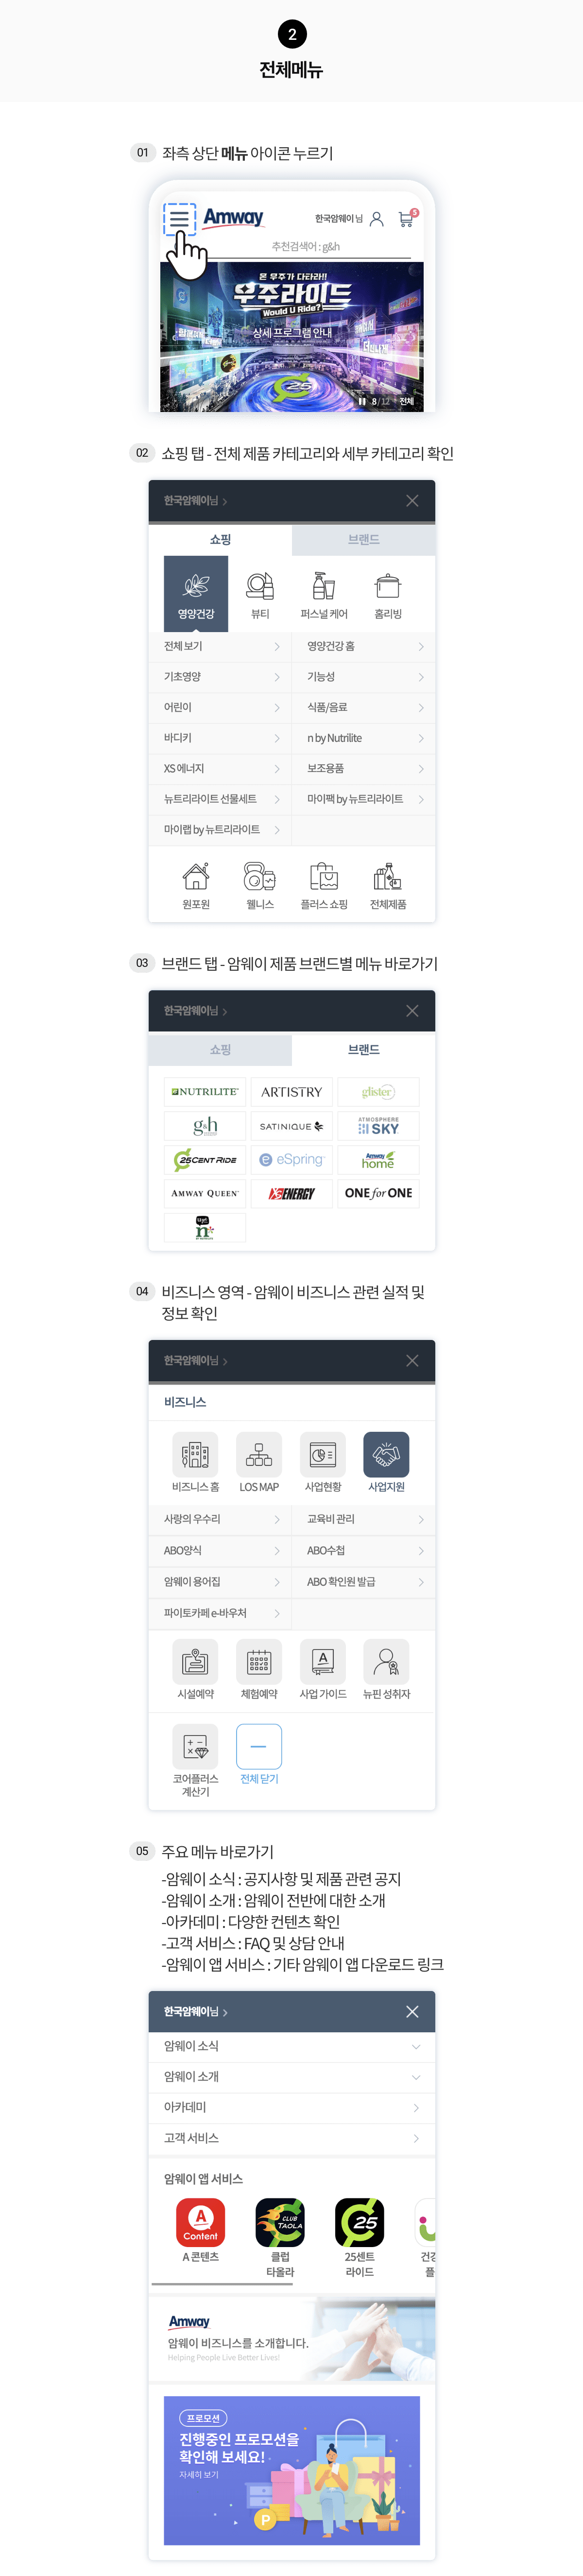 2
전체메뉴
01 좌측 상단 메뉴 아이콘 누르기
Amway 한국암웨이 님 5
추천검색어 : g&h
온 우주가 다타라!!
우주라이드
Would U Ride?
상세 프로그램 안내
25
8 / 12 + 전체
02 쇼핑 탭 - 전체 제품 카테고리와 세부 카테고리 확인
한국암웨이님
쇼핑 브랜드
영양건강 뷰티 퍼스널 케어 홈리빙
전체 보기 영양건강 홈
기초영양 기능성
어린이 식품/음료
바디키 n by Nutrilite
XS 에너지 보조용품
뉴트리라이트 선물세트 마이팩 by 뉴트리라이트
마이랩 by 뉴트리라이트
원포원 웰니스 플러스 쇼핑 전체제품
03 브랜드 탭 - 암웨이 제품 브랜드별 메뉴 바로가기
한국암웨이님
쇼핑 브랜드
NUTRILITE ARTISTRY glister
g&h SATINIQUE ATMOSPHERE SKY
25CENT RIDE eSpring Amway home
AMWAY QUEEN XS ENERGY ONE for ONE
n
04 비즈니스 영역 - 암웨이 비즈니스 관련 실적 및
정보 확인
한국암웨이님
비즈니스
비즈니스 홈 LOS MAP 사업현황 사업지원
사랑의 우수리 교육비 관리
ABO양식 ABO수첩
암웨이 용어집 ABO 확인원 발급
파이토카페 e-바우처
시설예약 체험예약 사업 가이드 뉴핀 성취자
코어플러스 전체 닫기
계산기
05 주요 메뉴 바로가기
-암웨이 소식 : 공지사항 및 제품 관련 공지
-암웨이 소개 : 암웨이 전반에 대한 소개
-아카데미 : 다양한 컨텐츠 확인
-고객 서비스 : FAQ 및 상담 안내
-암웨이 앱 서비스 : 기타 암웨이 앱 다운로드 링크
한국암웨이님
암웨이 소식
암웨이 소개
아카데미
고객 서비스
암웨이 앱 서비스
A Content CLUB TAOLA 25
A 콘텐츠 클럽 25센트 건강
타올라 라이드 플
Amway
암웨이 비즈니스를 소개합니다.
Helping People Live Better Lives!
프로모션
진행중인 프로모션을
확인해 보세요!
자세히 보기
P